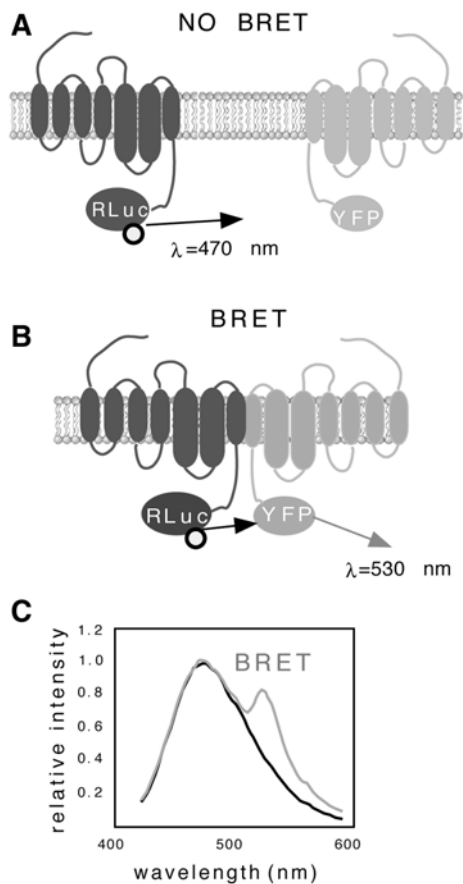 A
NO BRET
RLuc
YFP
λ=470 nm
BRET
B
RLuc
YFP
λ=530 nm
C
relative intensity
1.2
1.0
0.8
0.6
0.4
0.2
BRET
400 500 600
wavelength (nm)